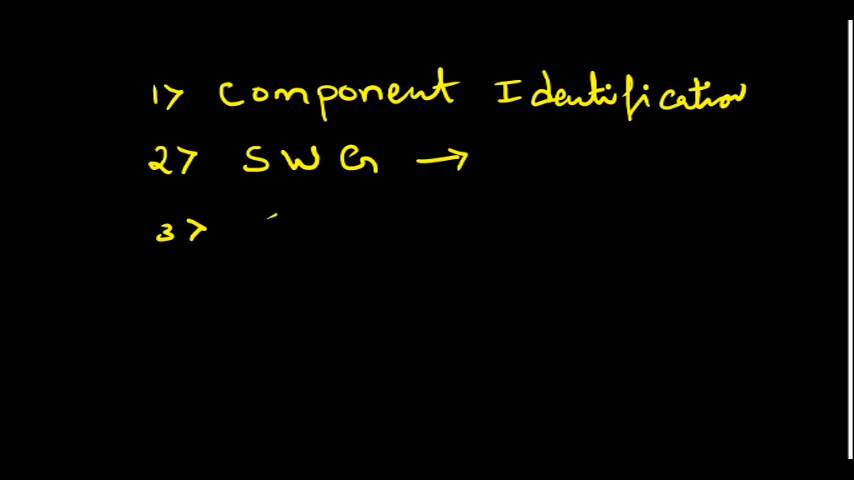 1> Component Identification
2> SWG →
3>